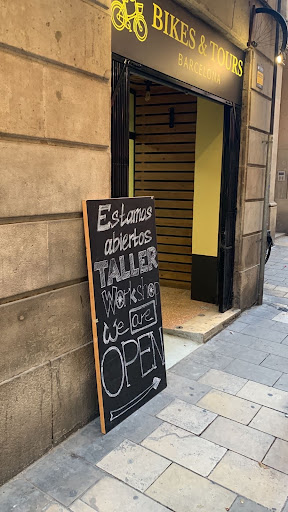 BIKES & TOURS
BARCELONA
Estamos
abiertos
TALLER
Workshop
We are
OPEN